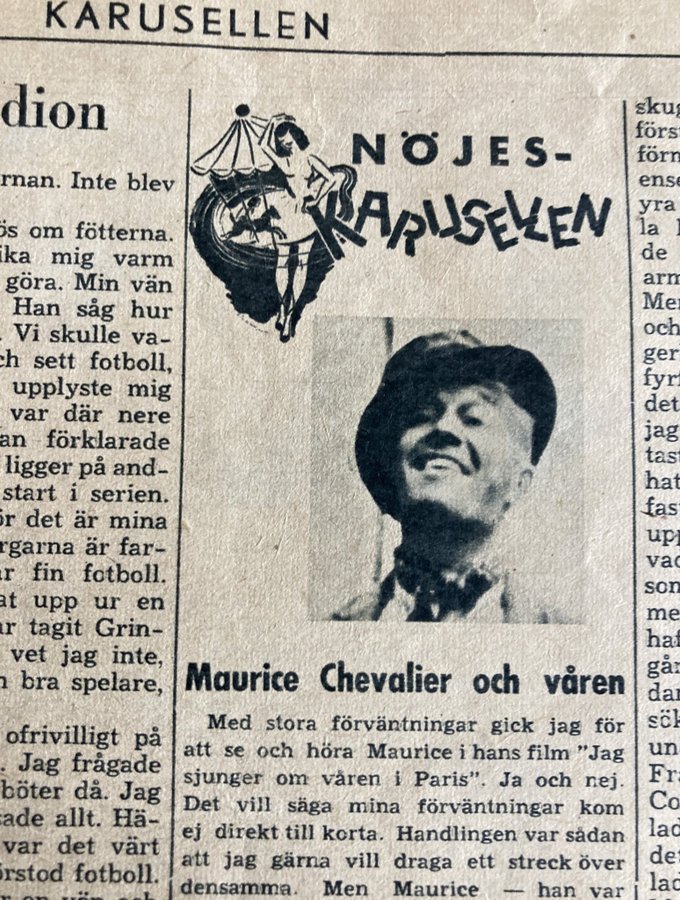 KARUSELLEN
dion
rnan. Inte blev
ös om fötterna.
ika mig varm
göra. Min vän
Han såg hur
. Vi skulle va-
ch sett fotboll,
upplyste mig
var där nere
an förklarade
ligger på and-
start i serien.
ör det är mina
rgarna är far-
ar fin fotboll.
at upp ur en
ar tagit Grin-
vet jag inte,
n bra spelare,
ofrivilligt på
. Jag frågade
böter då. Jag
tade allt. Hä-
var det värt
örstod fotboll.
NÖJES-
KARUSELLEN
Maurice Chevalier och våren
Med stora förväntningar gick jag för
att se och höra Maurice i hans film "Jag
sjunger om våren i Paris". Ja och nej.
Det vill säga mina förväntningar kom
ej direkt till korta. Handlingen var sådan
att jag gärna vill draga ett streck över
densamma. Men Maurice — han var
skug
först
förn
ense
yra
la
de
arm
Men
och
ger
fyrf
det
jag
tast
hat
fast
upp
vad
som
me
haf
går
dar
sök
un
Fra
Co
lad
det
lad